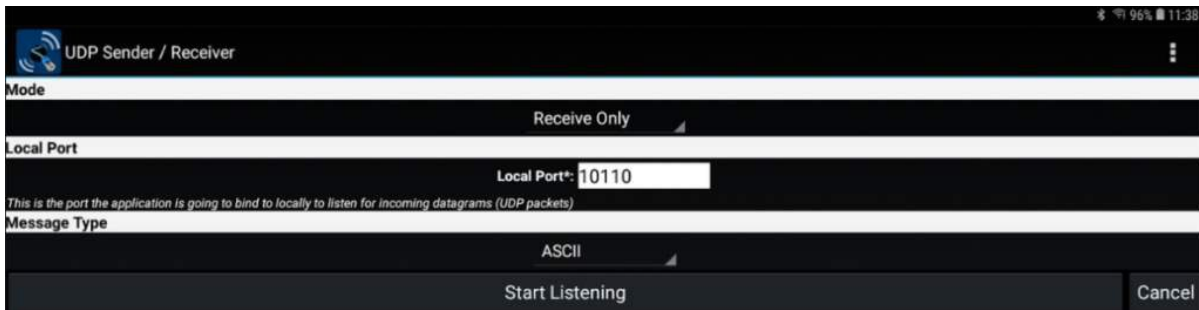 96% 11:38
UDP Sender / Receiver
Mode
Receive Only
Local Port
Local Port*: 10110
This is the port the application is going to bind to locally to listen for incoming datagrams (UDP packets)
Message Type
ASCII
Start Listening Cancel